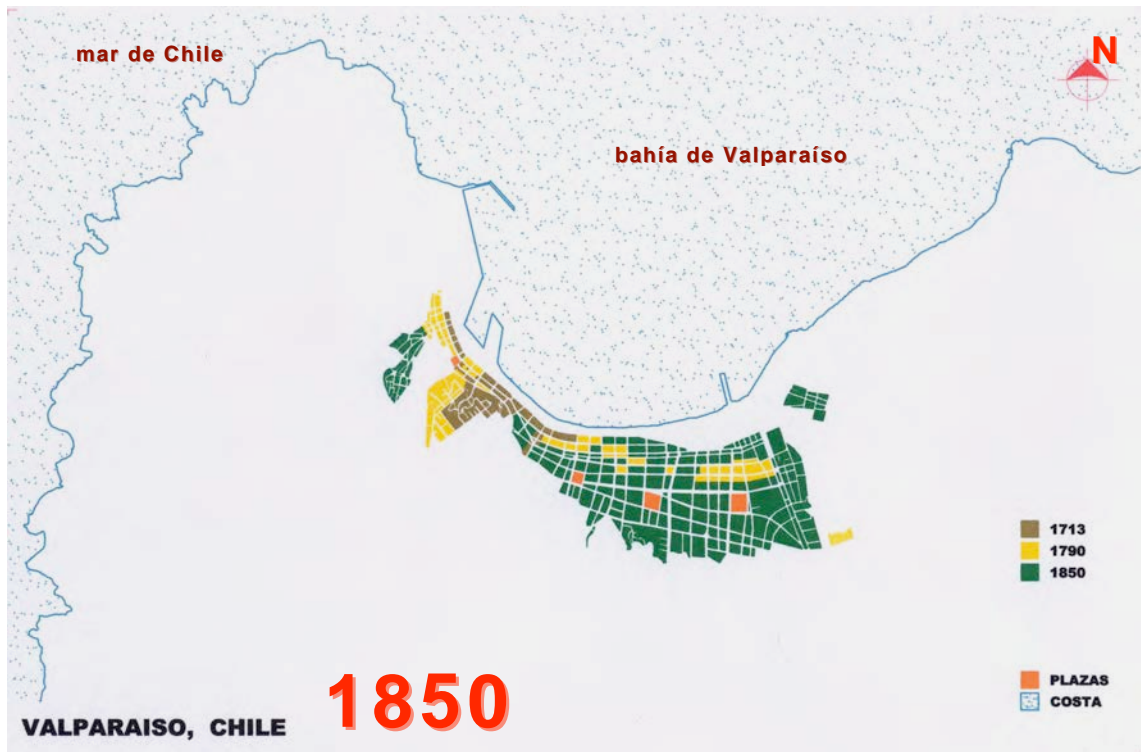 mar de Chile
N
bahía de Valparaíso
1713
1790
1850
PLAZAS
COSTA
VALPARAISO, CHILE
1850